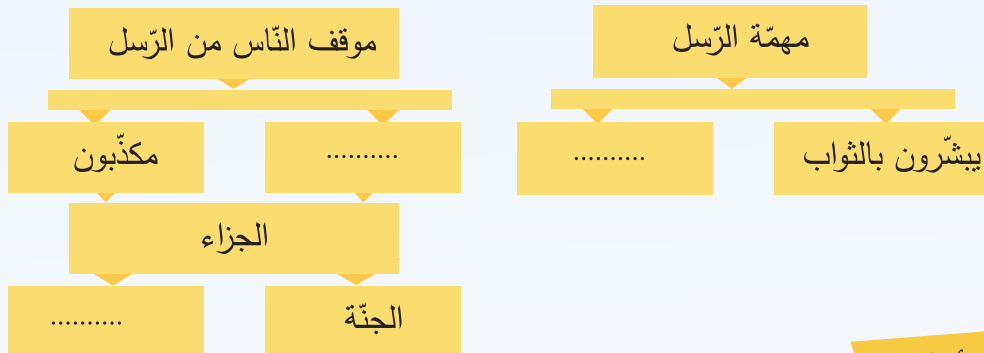 مهمّة الرّسل
يبشّرون بالثواب
..........
موقف النّاس من الرّسل
..........
مكذّبون
الجزاء
الجنّة
..........